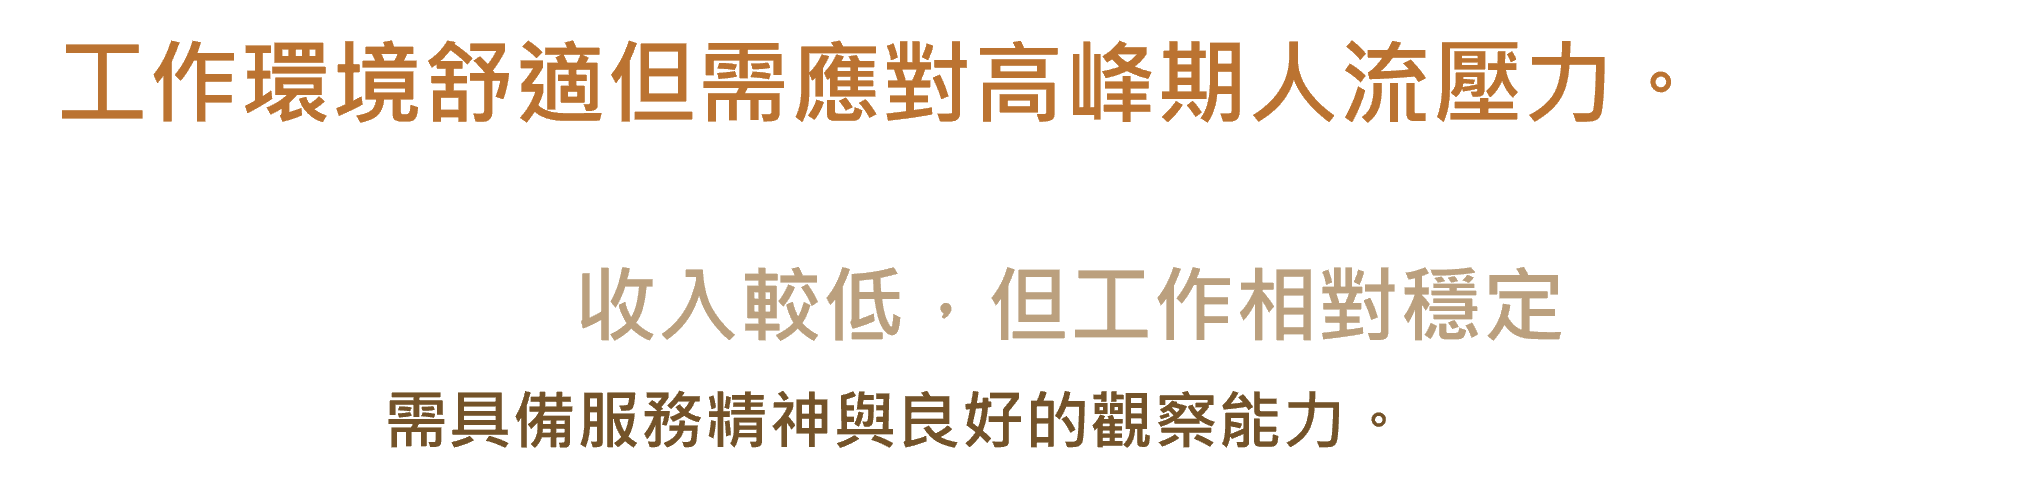 工作環境舒適但需應對高峰期人流壓力。
收入較低，但工作相對穩定
需具備服務精神與良好的觀察能力。